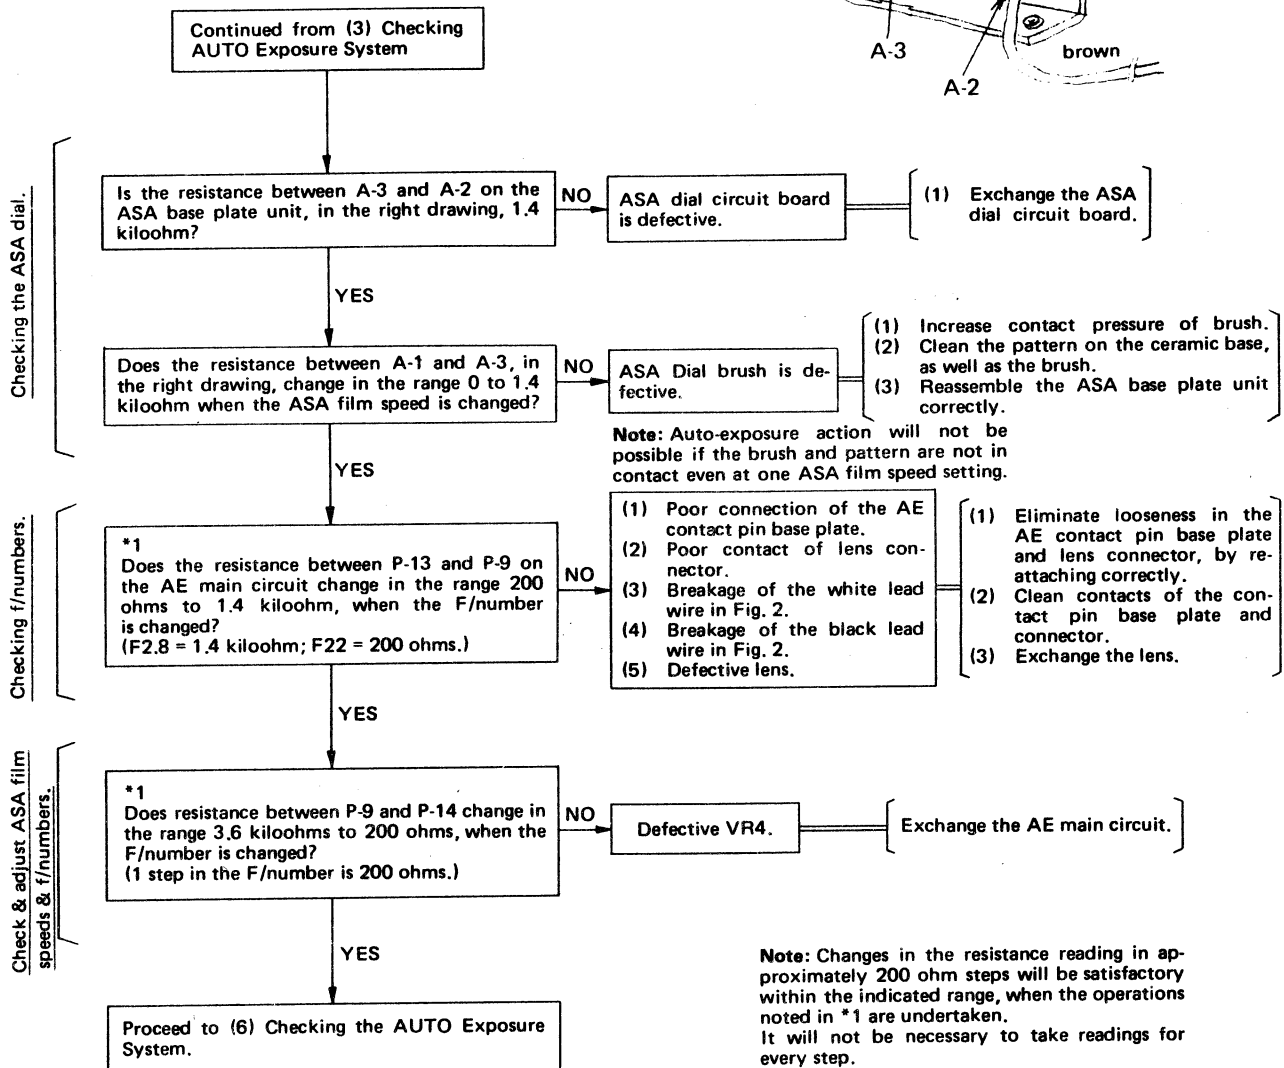 Continued from (3) Checking
AUTO Exposure System
A-3
A-2
brown
Checking the ASA dial.
Is the resistance between A-3 and A-2 on the
ASA base plate unit, in the right drawing, 1.4
kiloohm?
NO
ASA dial circuit board
is defective.
(1) Exchange the ASA
dial circuit board.
YES
Does the resistance between A-1 and A-3, in
the right drawing, change in the range 0 to 1.4
kiloohm when the ASA film speed is changed?
NO
ASA Dial brush is de-
fective.
(1) Increase contact pressure of brush.
(2) Clean the pattern on the ceramic base,
as well as the brush.
(3) Reassemble the ASA base plate unit
correctly.
Note: Auto-exposure action will not be
possible if the brush and pattern are not in
contact even at one ASA film speed setting.
YES
Checking f/numbers.
*1
Does the resistance between P-13 and P-9 on
the AE main circuit change in the range 200
ohms to 1.4 kiloohm, when the F/number
is changed?
(F2.8 = 1.4 kiloohm; F22 = 200 ohms.)
NO
(1) Poor connection of the AE
contact pin base plate.
(2) Poor contact of lens con-
nector.
(3) Breakage of the white lead
wire in Fig. 2.
(4) Breakage of the black lead
wire in Fig. 2.
(5) Defective lens.
(1) Eliminate looseness in the
AE contact pin base plate
and lens connector, by re-
attaching correctly.
(2) Clean contacts of the con-
tact pin base plate and
connector.
(3) Exchange the lens.
YES
Check & adjust ASA film
speeds & f/numbers.
*1
Does resistance between P-9 and P-14 change in
the range 3.6 kiloohms to 200 ohms, when the
F/number is changed?
(1 step in the F/number is 200 ohms.)
NO
Defective VR4.
Exchange the AE main circuit.
YES
Proceed to (6) Checking the AUTO Exposure
System.
Note: Changes in the resistance reading in ap-
proximately 200 ohm steps will be satisfactory
within the indicated range, when the operations
noted in *1 are undertaken.
It will not be necessary to take readings for
every step.